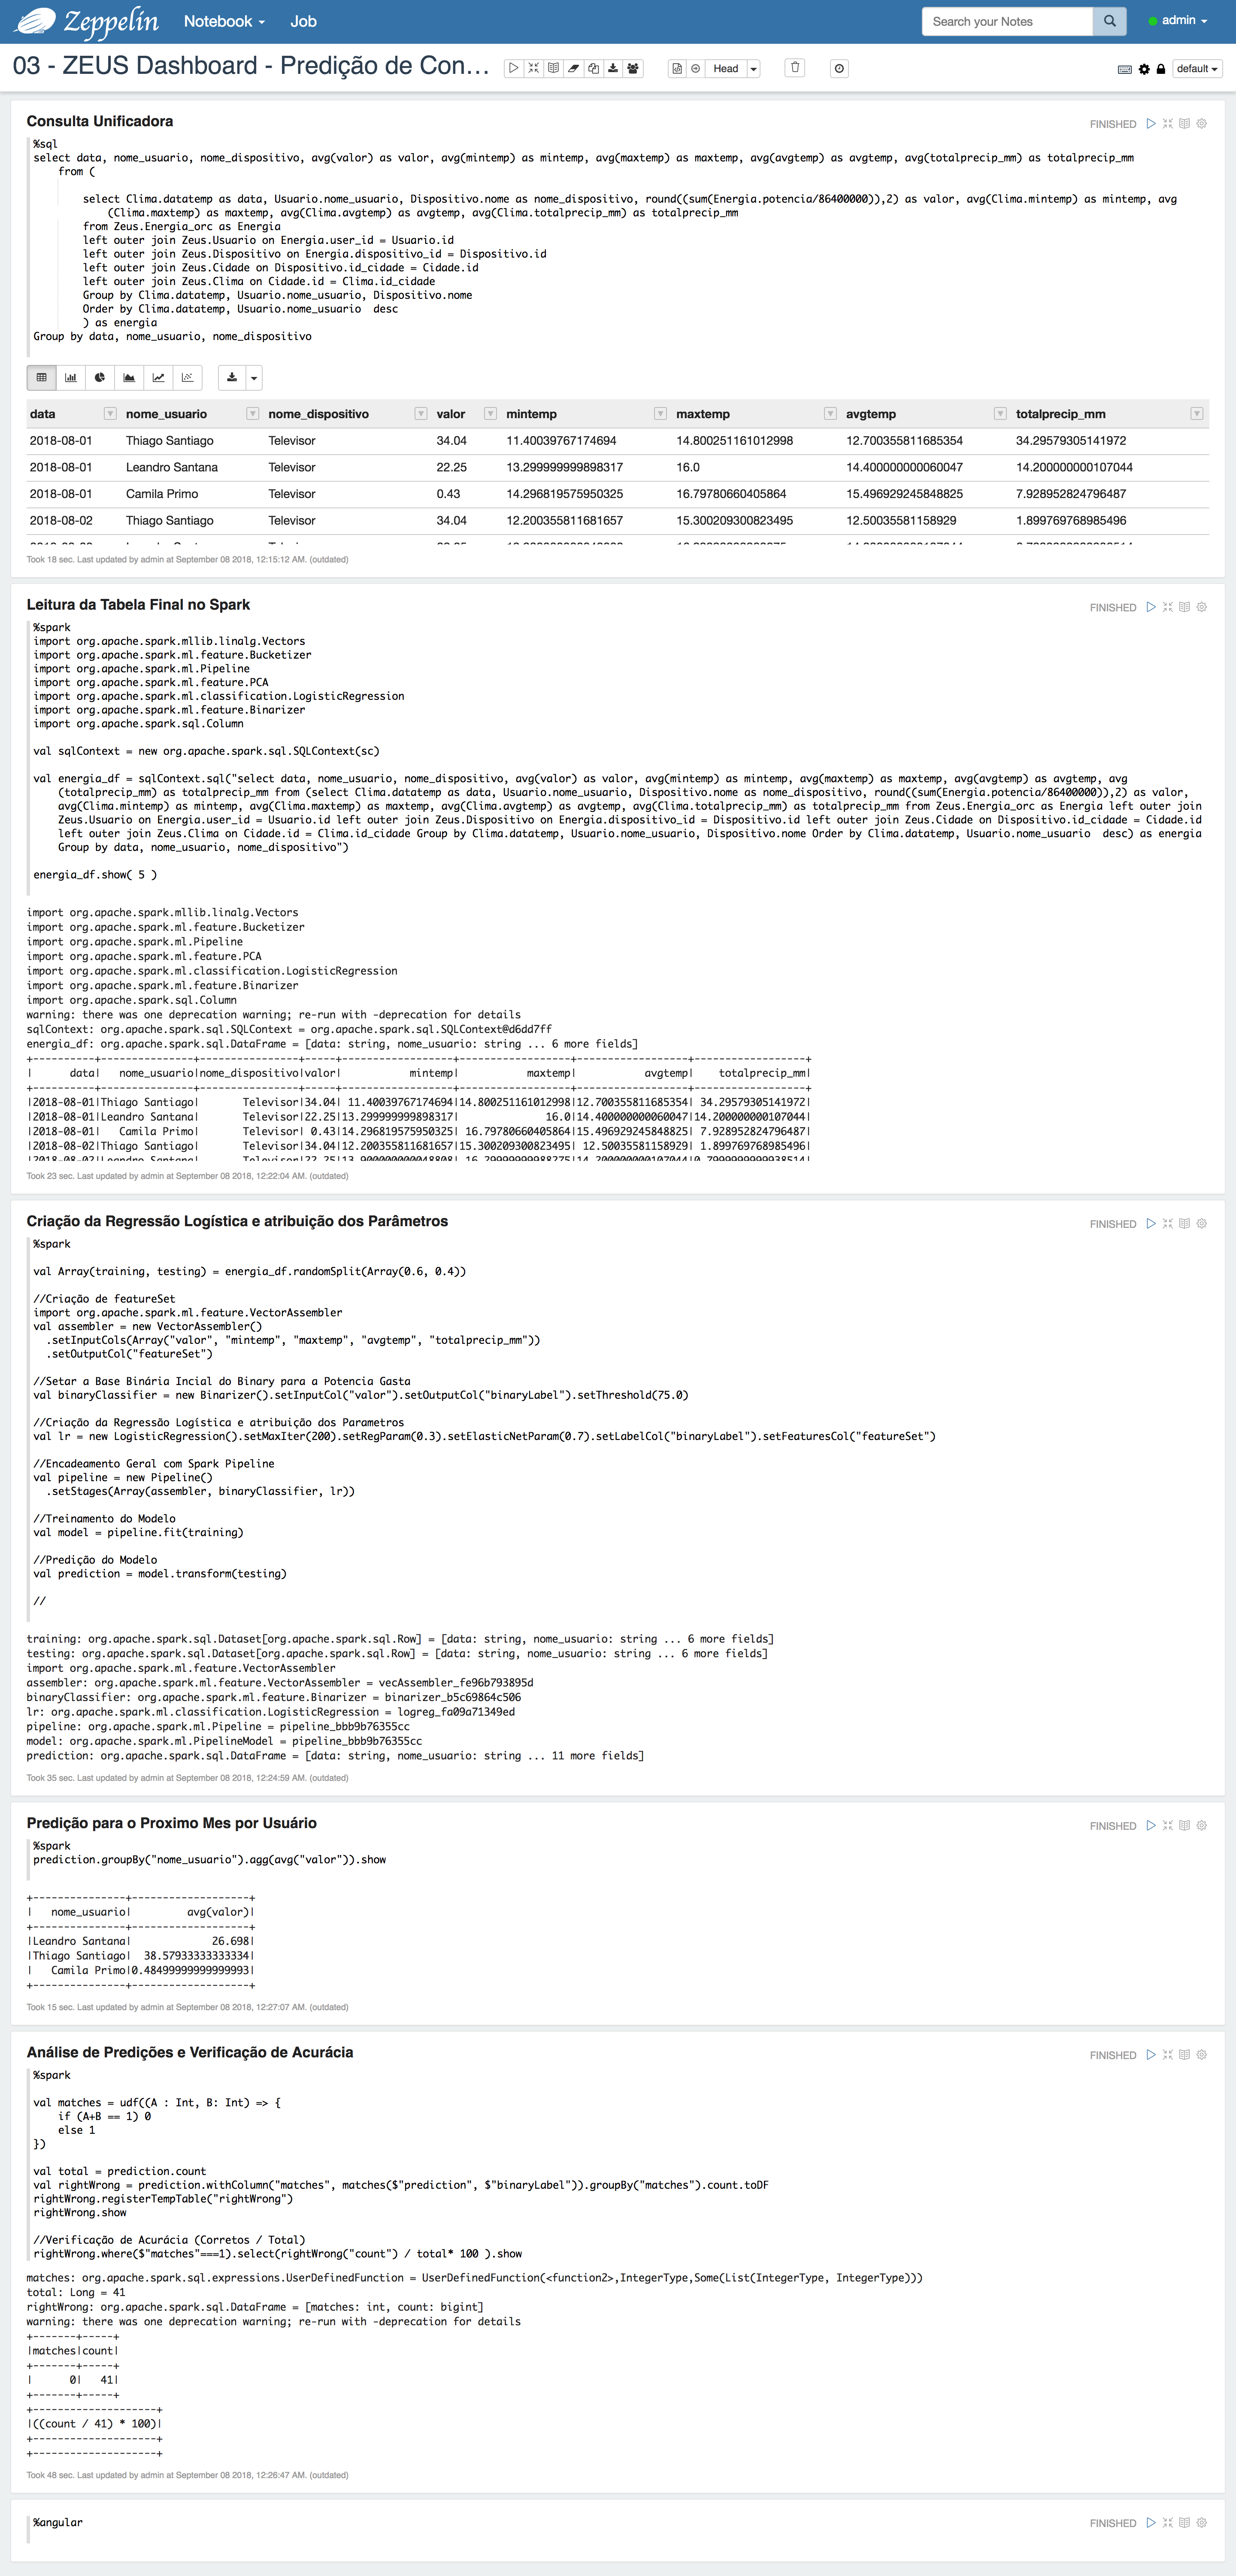 Zeppelin Notebook Job Search your Notes admin
03 - ZEUS Dashboard - Predição de Con... Head default
Consulta Unificadora FINISHED
%sql
select data, nome_usuario, nome_dispositivo, avg(valor) as valor, avg(mintemp) as mintemp, avg(maxtemp) as maxtemp, avg(avgtemp) as avgtemp, avg(totalprecip_mm) as totalprecip_mm
from (
select Clima.datatemp as data, Usuario.nome_usuario, Dispositivo.nome as nome_dispositivo, round((sum(Energia.potencia/86400000)),2) as valor, avg(Clima.mintemp) as mintemp, avg
(Clima.maxtemp) as maxtemp, avg(Clima.avgtemp) as avgtemp, avg(Clima.totalprecip_mm) as totalprecip_mm
from Zeus.Energia_orc as Energia
left outer join Zeus.Usuario on Energia.user_id = Usuario.id
left outer join Zeus.Dispositivo on Energia.dispositivo_id = Dispositivo.id
left outer join Zeus.Cidade on Dispositivo.id_cidade = Cidade.id
left outer join Zeus.Clima on Cidade.id = Clima.id_cidade
Group by Clima.datatemp, Usuario.nome_usuario, Dispositivo.nome
Order by Clima.datatemp, Usuario.nome_usuario  desc
) as energia
Group by data, nome_usuario, nome_dispositivo
data nome_usuario nome_dispositivo valor mintemp maxtemp avgtemp totalprecip_mm
2018-08-01 Thiago Santiago Televisor 34.04 11.40039767174694 14.800251161012998 12.700355811685354 34.29579305141972
2018-08-01 Leandro Santana Televisor 22.25 13.299999999898317 16.0 14.400000000060047 14.200000000107044
2018-08-01 Camila Primo Televisor 0.43 14.296819575950325 16.79780660405864 15.496929245848825 7.928952824796487
2018-08-02 Thiago Santiago Televisor 34.04 12.200355811681657 15.300209300823495 12.50035581158929 1.899769768985496
Took 18 sec. Last updated by admin at September 08 2018, 12:15:12 AM. (outdated)
Leitura da Tabela Final no Spark FINISHED
%spark
import org.apache.spark.mllib.linalg.Vectors
import org.apache.spark.ml.feature.Bucketizer
import org.apache.spark.ml.Pipeline
import org.apache.spark.ml.feature.PCA
import org.apache.spark.ml.classification.LogisticRegression
import org.apache.spark.ml.feature.Binarizer
import org.apache.spark.sql.Column
val sqlContext = new org.apache.spark.sql.SQLContext(sc)
val energia_df = sqlContext.sql("select data, nome_usuario, nome_dispositivo, avg(valor) as valor, avg(mintemp) as mintemp, avg(maxtemp) as maxtemp, avg(avgtemp) as avgtemp, avg
(totalprecip_mm) as totalprecip_mm from (select Clima.datatemp as data, Usuario.nome_usuario, Dispositivo.nome as nome_dispositivo, round((sum(Energia.potencia/86400000)),2) as valor,
avg(Clima.mintemp) as mintemp, avg(Clima.maxtemp) as maxtemp, avg(Clima.avgtemp) as avgtemp, avg(Clima.totalprecip_mm) as totalprecip_mm from Zeus.Energia_orc as Energia left outer join
Zeus.Usuario on Energia.user_id = Usuario.id left outer join Zeus.Dispositivo on Energia.dispositivo_id = Dispositivo.id left outer join Zeus.Cidade on Dispositivo.id_cidade = Cidade.id
left outer join Zeus.Clima on Cidade.id = Clima.id_cidade Group by Clima.datatemp, Usuario.nome_usuario, Dispositivo.nome Order by Clima.datatemp, Usuario.nome_usuario  desc) as energia
Group by data, nome_usuario, nome_dispositivo")
energia_df.show( 5 )
import org.apache.spark.mllib.linalg.Vectors
import org.apache.spark.ml.feature.Bucketizer
import org.apache.spark.ml.Pipeline
import org.apache.spark.ml.feature.PCA
import org.apache.spark.ml.classification.LogisticRegression
import org.apache.spark.ml.feature.Binarizer
import org.apache.spark.sql.Column
warning: there was one deprecation warning; re-run with -deprecation for details
sqlContext: org.apache.spark.sql.SQLContext = org.apache.spark.sql.SQLContext@d6dd7ff
energia_df: org.apache.spark.sql.DataFrame = [data: string, nome_usuario: string ... 6 more fields]
+----------+---------------+----------------+-----+------------------+------------------+------------------+------------------+
|      data|   nome_usuario|nome_dispositivo|valor|           mintemp|           maxtemp|           avgtemp|    totalprecip_mm|
+----------+---------------+----------------+-----+------------------+------------------+------------------+------------------+
|2018-08-01|Thiago Santiago|       Televisor|34.04| 11.40039767174694|14.800251161012998|12.700355811685354| 34.29579305141972|
|2018-08-01|Leandro Santana|       Televisor|22.25|13.299999999898317|              16.0|14.400000000060047|14.200000000107044|
|2018-08-01|   Camila Primo|       Televisor| 0.43|14.296819575950325| 16.79780660405864|15.496929245848825| 7.928952824796487|
|2018-08-02|Thiago Santiago|       Televisor|34.04|12.200355811681657|15.300209300823495| 12.50035581158929| 1.899769768985496|
Took 23 sec. Last updated by admin at September 08 2018, 12:22:04 AM. (outdated)
Criação da Regressão Logística e atribuição dos Parâmetros FINISHED
%spark
val Array(training, testing) = energia_df.randomSplit(Array(0.6, 0.4))
//Criação de featureSet
import org.apache.spark.ml.feature.VectorAssembler
val assembler = new VectorAssembler()
.setInputCols(Array("valor", "mintemp", "maxtemp", "avgtemp", "totalprecip_mm"))
.setOutputCol("featureSet")
//Setar a Base Binária Incial do Binary para a Potencia Gasta
val binaryClassifier = new Binarizer().setInputCol("valor").setOutputCol("binaryLabel").setThreshold(75.0)
//Criação da Regressão Logística e atribuição dos Parametros
val lr = new LogisticRegression().setMaxIter(200).setRegParam(0.3).setElasticNetParam(0.7).setLabelCol("binaryLabel").setFeaturesCol("featureSet")
//Encadeamento Geral com Spark Pipeline
val pipeline = new Pipeline()
.setStages(Array(assembler, binaryClassifier, lr))
//Treinamento do Modelo
val model = pipeline.fit(training)
//Predição do Modelo
val prediction = model.transform(testing)
//
training: org.apache.spark.sql.Dataset[org.apache.spark.sql.Row] = [data: string, nome_usuario: string ... 6 more fields]
testing: org.apache.spark.sql.Dataset[org.apache.spark.sql.Row] = [data: string, nome_usuario: string ... 6 more fields]
import org.apache.spark.ml.feature.VectorAssembler
assembler: org.apache.spark.ml.feature.VectorAssembler = vecAssembler_fe96b793895d
binaryClassifier: org.apache.spark.ml.feature.Binarizer = binarizer_b5c69864c506
lr: org.apache.spark.ml.classification.LogisticRegression = logreg_fa09a71349ed
pipeline: org.apache.spark.ml.Pipeline = pipeline_bbb9b76355cc
model: org.apache.spark.ml.PipelineModel = pipeline_bbb9b76355cc
prediction: org.apache.spark.sql.DataFrame = [data: string, nome_usuario: string ... 11 more fields]
Took 35 sec. Last updated by admin at September 08 2018, 12:24:59 AM. (outdated)
Predição para o Proximo Mes por Usuário FINISHED
%spark
prediction.groupBy("nome_usuario").agg(avg("valor")).show
+---------------+-------------------+
|   nome_usuario|         avg(valor)|
+---------------+-------------------+
|Leandro Santana|             26.698|
|Thiago Santiago|  38.57933333333334|
|   Camila Primo|0.48499999999999993|
+---------------+-------------------+
Took 15 sec. Last updated by admin at September 08 2018, 12:27:07 AM. (outdated)
Análise de Predições e Verificação de Acurácia FINISHED
%spark
val matches = udf((A : Int, B: Int) => {
if (A+B == 1) 0
else 1
})
val total = prediction.count
val rightWrong = prediction.withColumn("matches", matches($"prediction", $"binaryLabel")).groupBy("matches").count.toDF
rightWrong.registerTempTable("rightWrong")
rightWrong.show
//Verificação de Acurácia (Corretos / Total)
rightWrong.where($"matches"===1).select(rightWrong("count") / total* 100 ).show
matches: org.apache.spark.sql.expressions.UserDefinedFunction = UserDefinedFunction(<function2>,IntegerType,Some(List(IntegerType, IntegerType)))
total: Long = 41
rightWrong: org.apache.spark.sql.DataFrame = [matches: int, count: bigint]
warning: there was one deprecation warning; re-run with -deprecation for details
+-------+-----+
|matches|count|
+-------+-----+
|      0|   41|
+-------+-----+
+--------------------+
|((count / 41) * 100)|
+--------------------+
+--------------------+
Took 48 sec. Last updated by admin at September 08 2018, 12:26:47 AM. (outdated)
%angular FINISHED